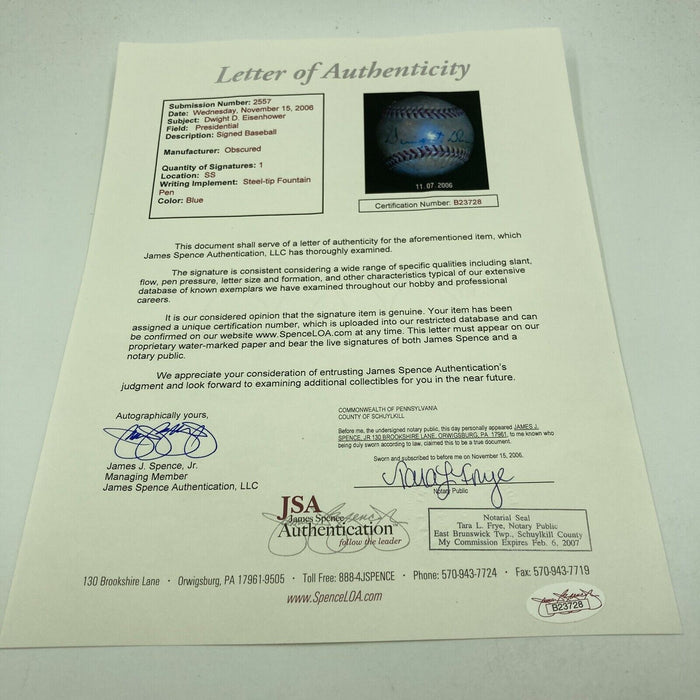 Letter of Authenticity
Submission Number: 2557
Date: Wednesday, November 15, 2006
Subject: Dwight D. Eisenhower
Field: Presidential
Description: Signed Baseball
Manufacturer: Obscured
Quantity of Signatures: 1
Location: SS
Writing Implement: Steel-tip Fountain
Pen
Color: Blue
11.07.2006
Certification Number: B23728
This document shall serve of a letter of authenticity for the aforementioned item, which
James Spence Authentication, LLC has thoroughly examined.
The signature is consistent considering a wide range of specific qualities including slant,
flow, pen pressure, letter size and formation, and other characteristics typical of our extensive
database of known exemplars we have examined throughout our hobby and professional
careers.
It is our considered opinion that the signature item is genuine. Your item has been
assigned a unique certification number, which is uploaded into our restricted database and can
be confirmed on our website www.SpenceLOA.com at any time. This letter must appear on our
proprietary water-marked paper and bear the live signatures of both James Spence and a
notary public.
We appreciate your consideration of entrusting James Spence Authentication's
judgment and look forward to examining additional collectibles for you in the near future.
Autographically yours,
James J. Spence, Jr.
Managing Member
James Spence Authentication, LLC
COMMONWEALTH OF PENNSYLVANIA
COUNTY OF SCHUYLKILL
Before me, the undersigned notary public, this day personally appeared JAMES J.
SPENCE, JR 130 BROOKSHIRE LANE, ORWIGSBURG, PA 17961, to me known who
being duly sworn according to law, claimed this to be a true statement.
Sworn and subscribed to before me on November 15, 2006.
Tara L Frye
Notary Public
JSA
James Spence
Authentication
follow the leader
Notarial Seal
Tara L. Frye, Notary Public
East Brunswick Twp., Schuylkill County
My Commission Expires Feb. 6, 2007
130 Brookshire Lane · Orwigsburg, PA 17961-9505 · Toll Free: 888-4JSPENCE · Phone: 570-943-7724 · Fax: 570-943-7719
www.SpenceLOA.com
B23728